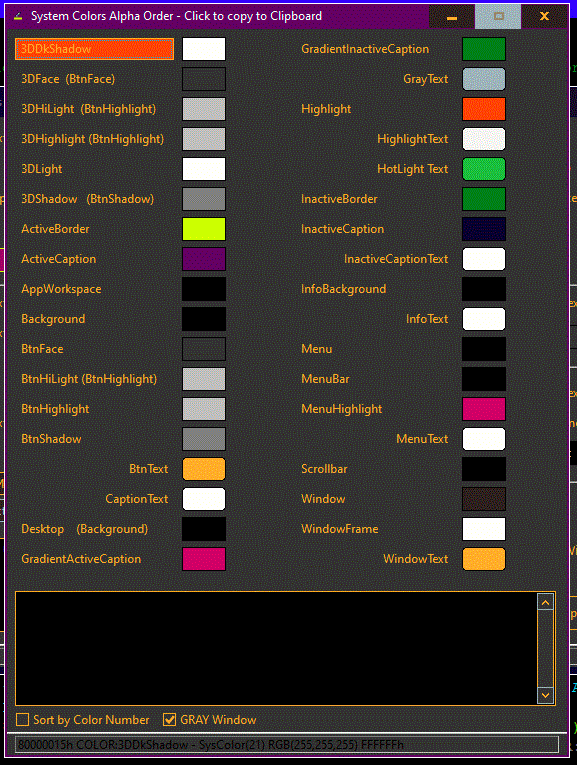 System Colors Alpha Order - Click to copy to Clipboard
3DDkShadow
3DFace (BtnFace)
3DHiLight (BtnHighlight)
3DHighlight (BtnHighlight)
3DLight
3DShadow (BtnShadow)
ActiveBorder
ActiveCaption
AppWorkspace
Background
BtnFace
BtnHiLight (BtnHighlight)
BtnHighlight
BtnShadow
BtnText
CaptionText
Desktop (Background)
GradientActiveCaption
GradientInactiveCaption
GrayText
Highlight
HighlightText
HotLight Text
InactiveBorder
InactiveCaption
InactiveCaptionText
InfoBackground
InfoText
Menu
MenuBar
MenuHighlight
MenuText
Scrollbar
Window
WindowFrame
WindowText
Sort by Color Number
GRAY Window
80000015h COLOR:3DDkShadow - SysColor(21) RGB(255,255,255) FFFFFFh